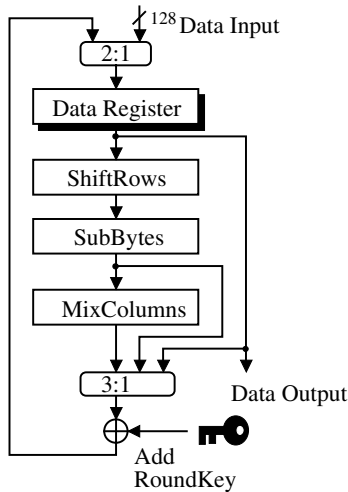 128 Data Input
2:1
Data Register
ShiftRows
SubBytes
MixColumns
3:1
Data Output
Add
RoundKey